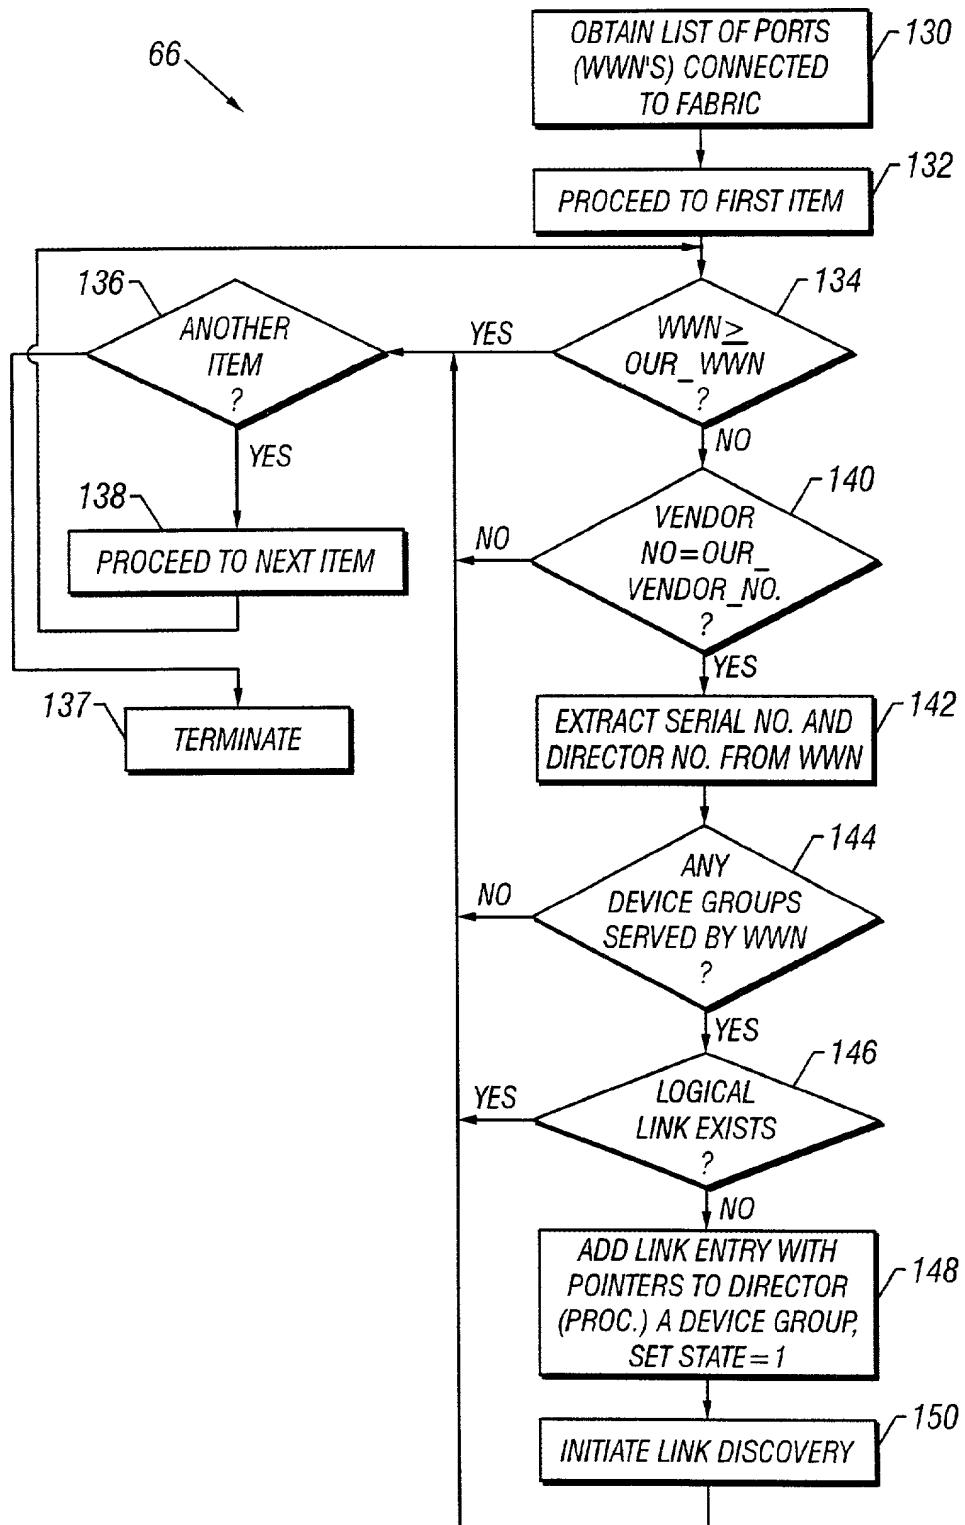 66
OBTAIN LIST OF PORTS
(WWN'S) CONNECTED
TO FABRIC
130
PROCEED TO FIRST ITEM
132
136
ANOTHER
ITEM
?
YES
WWN≥
OUR_WWN
?
134
YES
NO
138
PROCEED TO NEXT ITEM
NO
VENDOR
NO=OUR_
VENDOR_NO.
?
140
YES
137
TERMINATE
EXTRACT SERIAL NO. AND
DIRECTOR NO. FROM WWN
142
NO
ANY
DEVICE GROUPS
SERVED BY WWN
?
144
YES
YES
LOGICAL
LINK EXISTS
?
146
NO
ADD LINK ENTRY WITH
POINTERS TO DIRECTOR
(PROC.) A DEVICE GROUP,
SET STATE=1
148
INITIATE LINK DISCOVERY
150